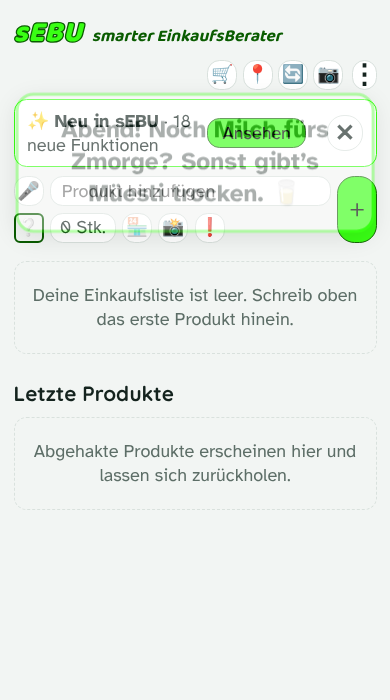 sEBU smarter EinkaufsBerater
✨ Neu in sEBU · 18
neue Funktionen
Ansehen
✕
Abend! Noch Milch fürs
Zmorge? Sonst gibt's
Müesli trocken.
Produkt hinzufügen
+
0 Stk.
Deine Einkaufsliste ist leer. Schreib oben
das erste Produkt hinein.
Letzte Produkte
Abgehakte Produkte erscheinen hier und
lassen sich zurückholen.